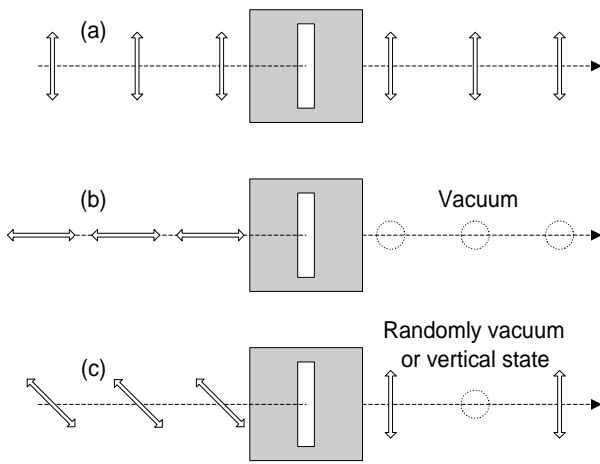 (a)
(b)
Vacuum
(c)
Randomly vacuum
or vertical state